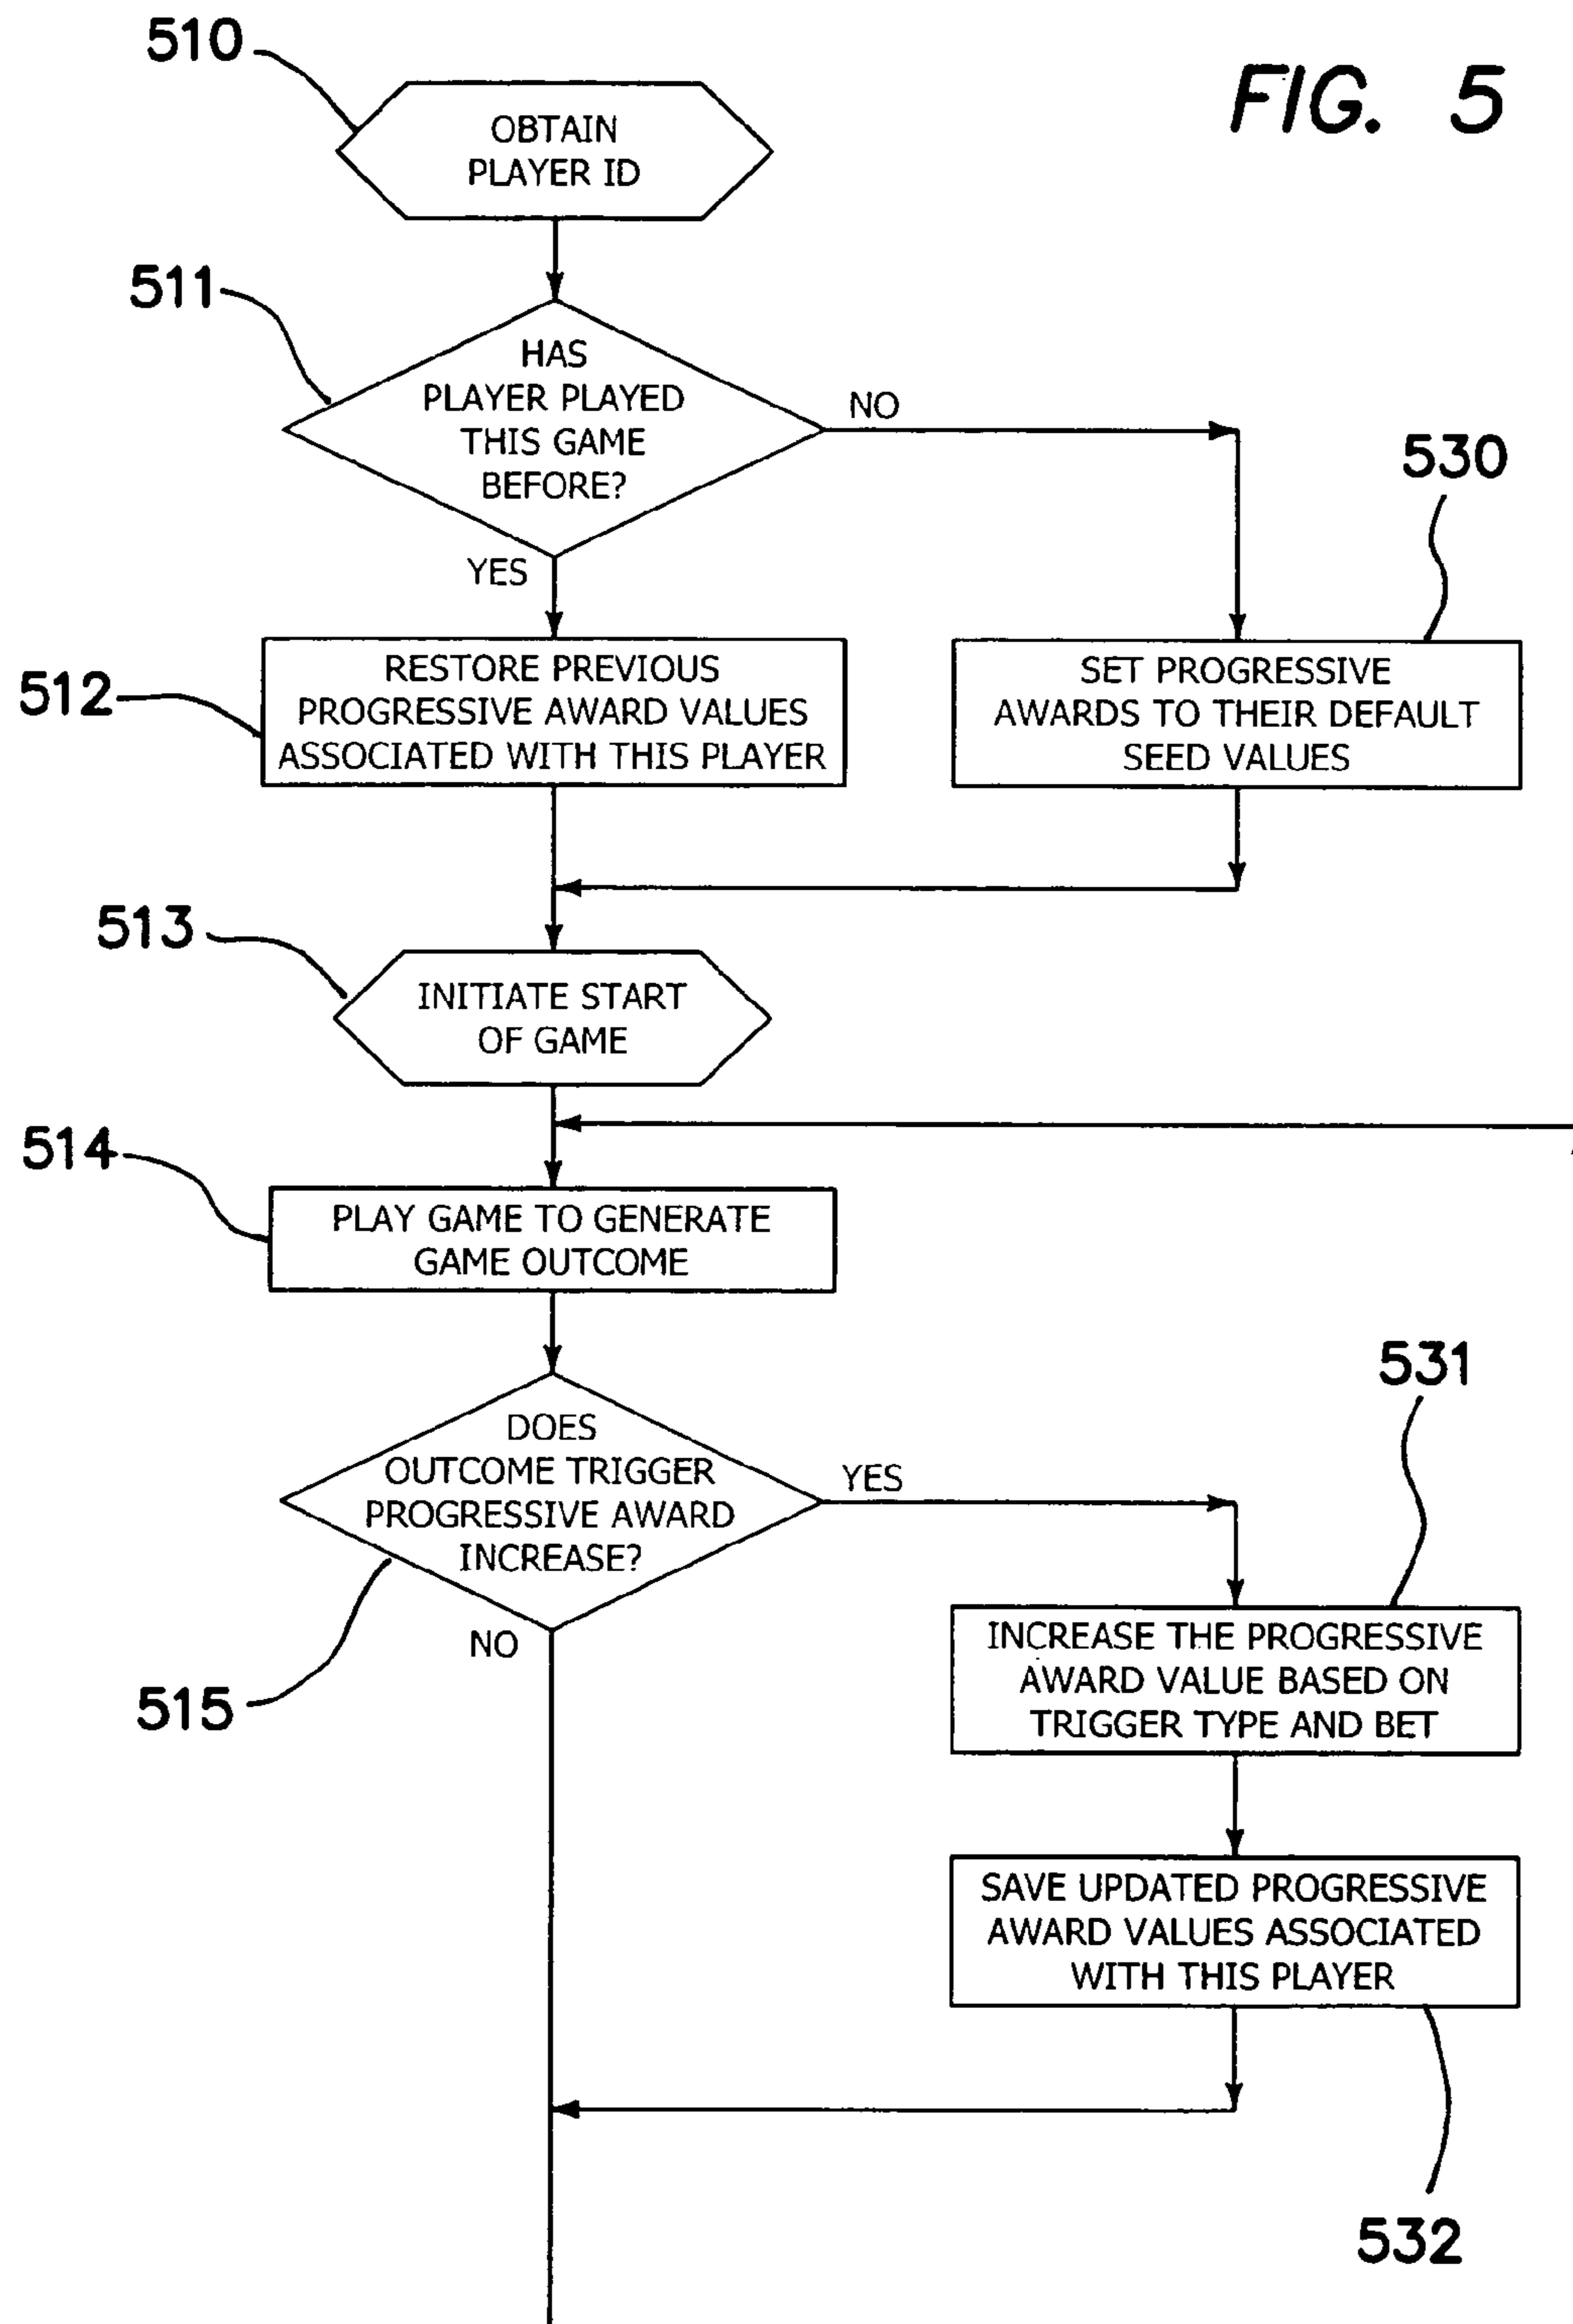 510
FIG. 5
OBTAIN
PLAYER ID
511
HAS
PLAYER PLAYED
THIS GAME
BEFORE?
NO
530
YES
512
RESTORE PREVIOUS
PROGRESSIVE AWARD VALUES
ASSOCIATED WITH THIS PLAYER
SET PROGRESSIVE
AWARDS TO THEIR DEFAULT
SEED VALUES
513
INITIATE START
OF GAME
514
PLAY GAME TO GENERATE
GAME OUTCOME
531
DOES
OUTCOME TRIGGER
PROGRESSIVE AWARD
INCREASE?
YES
NO
515
INCREASE THE PROGRESSIVE
AWARD VALUE BASED ON
TRIGGER TYPE AND BET
SAVE UPDATED PROGRESSIVE
AWARD VALUES ASSOCIATED
WITH THIS PLAYER
532